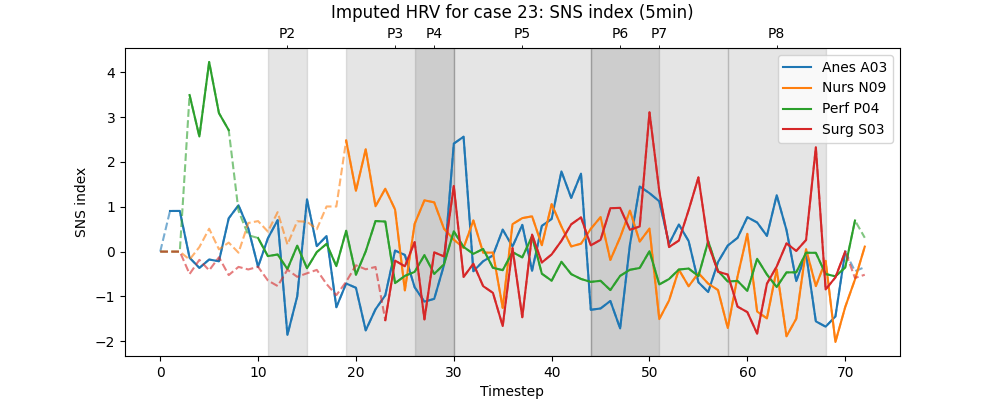 Imputed HRV for case 23: SNS index (5min)
P2 P3 P4 P5 P6 P7 P8
Anes A03
Nurs N09
Perf P04
Surg S03
SNS index
4
3
2
1
0
−1
−2
0 10 20 30 40 50 60 70
Timestep